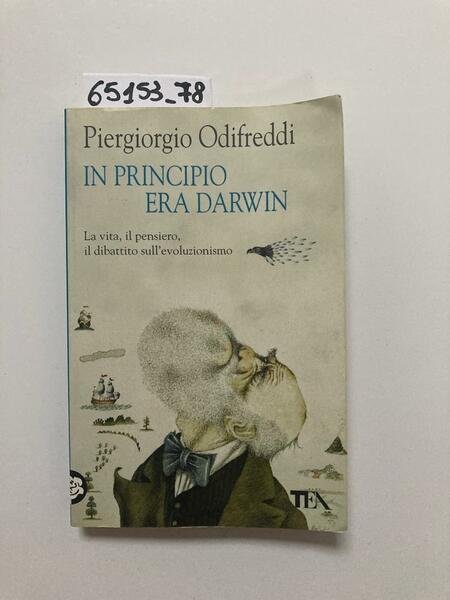 65153_78
Piergiorgio Odifreddi
IN PRINCIPIO
ERA DARWIN
La vita, il pensiero,
il dibattito sull'evoluzionismo
TEA